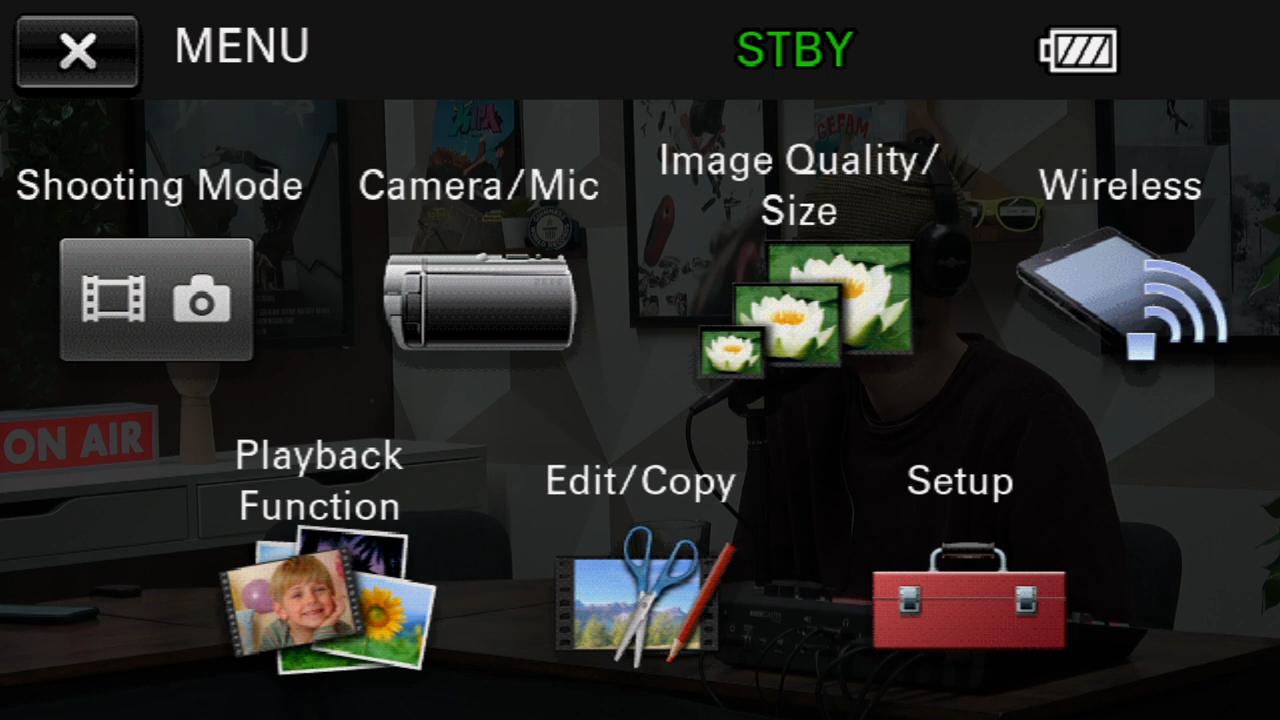 MENU
STBY
Shooting Mode
Camera/Mic
Image Quality/
Size
Wireless
ON AIR
Playback
Function
Edit/Copy
Setup